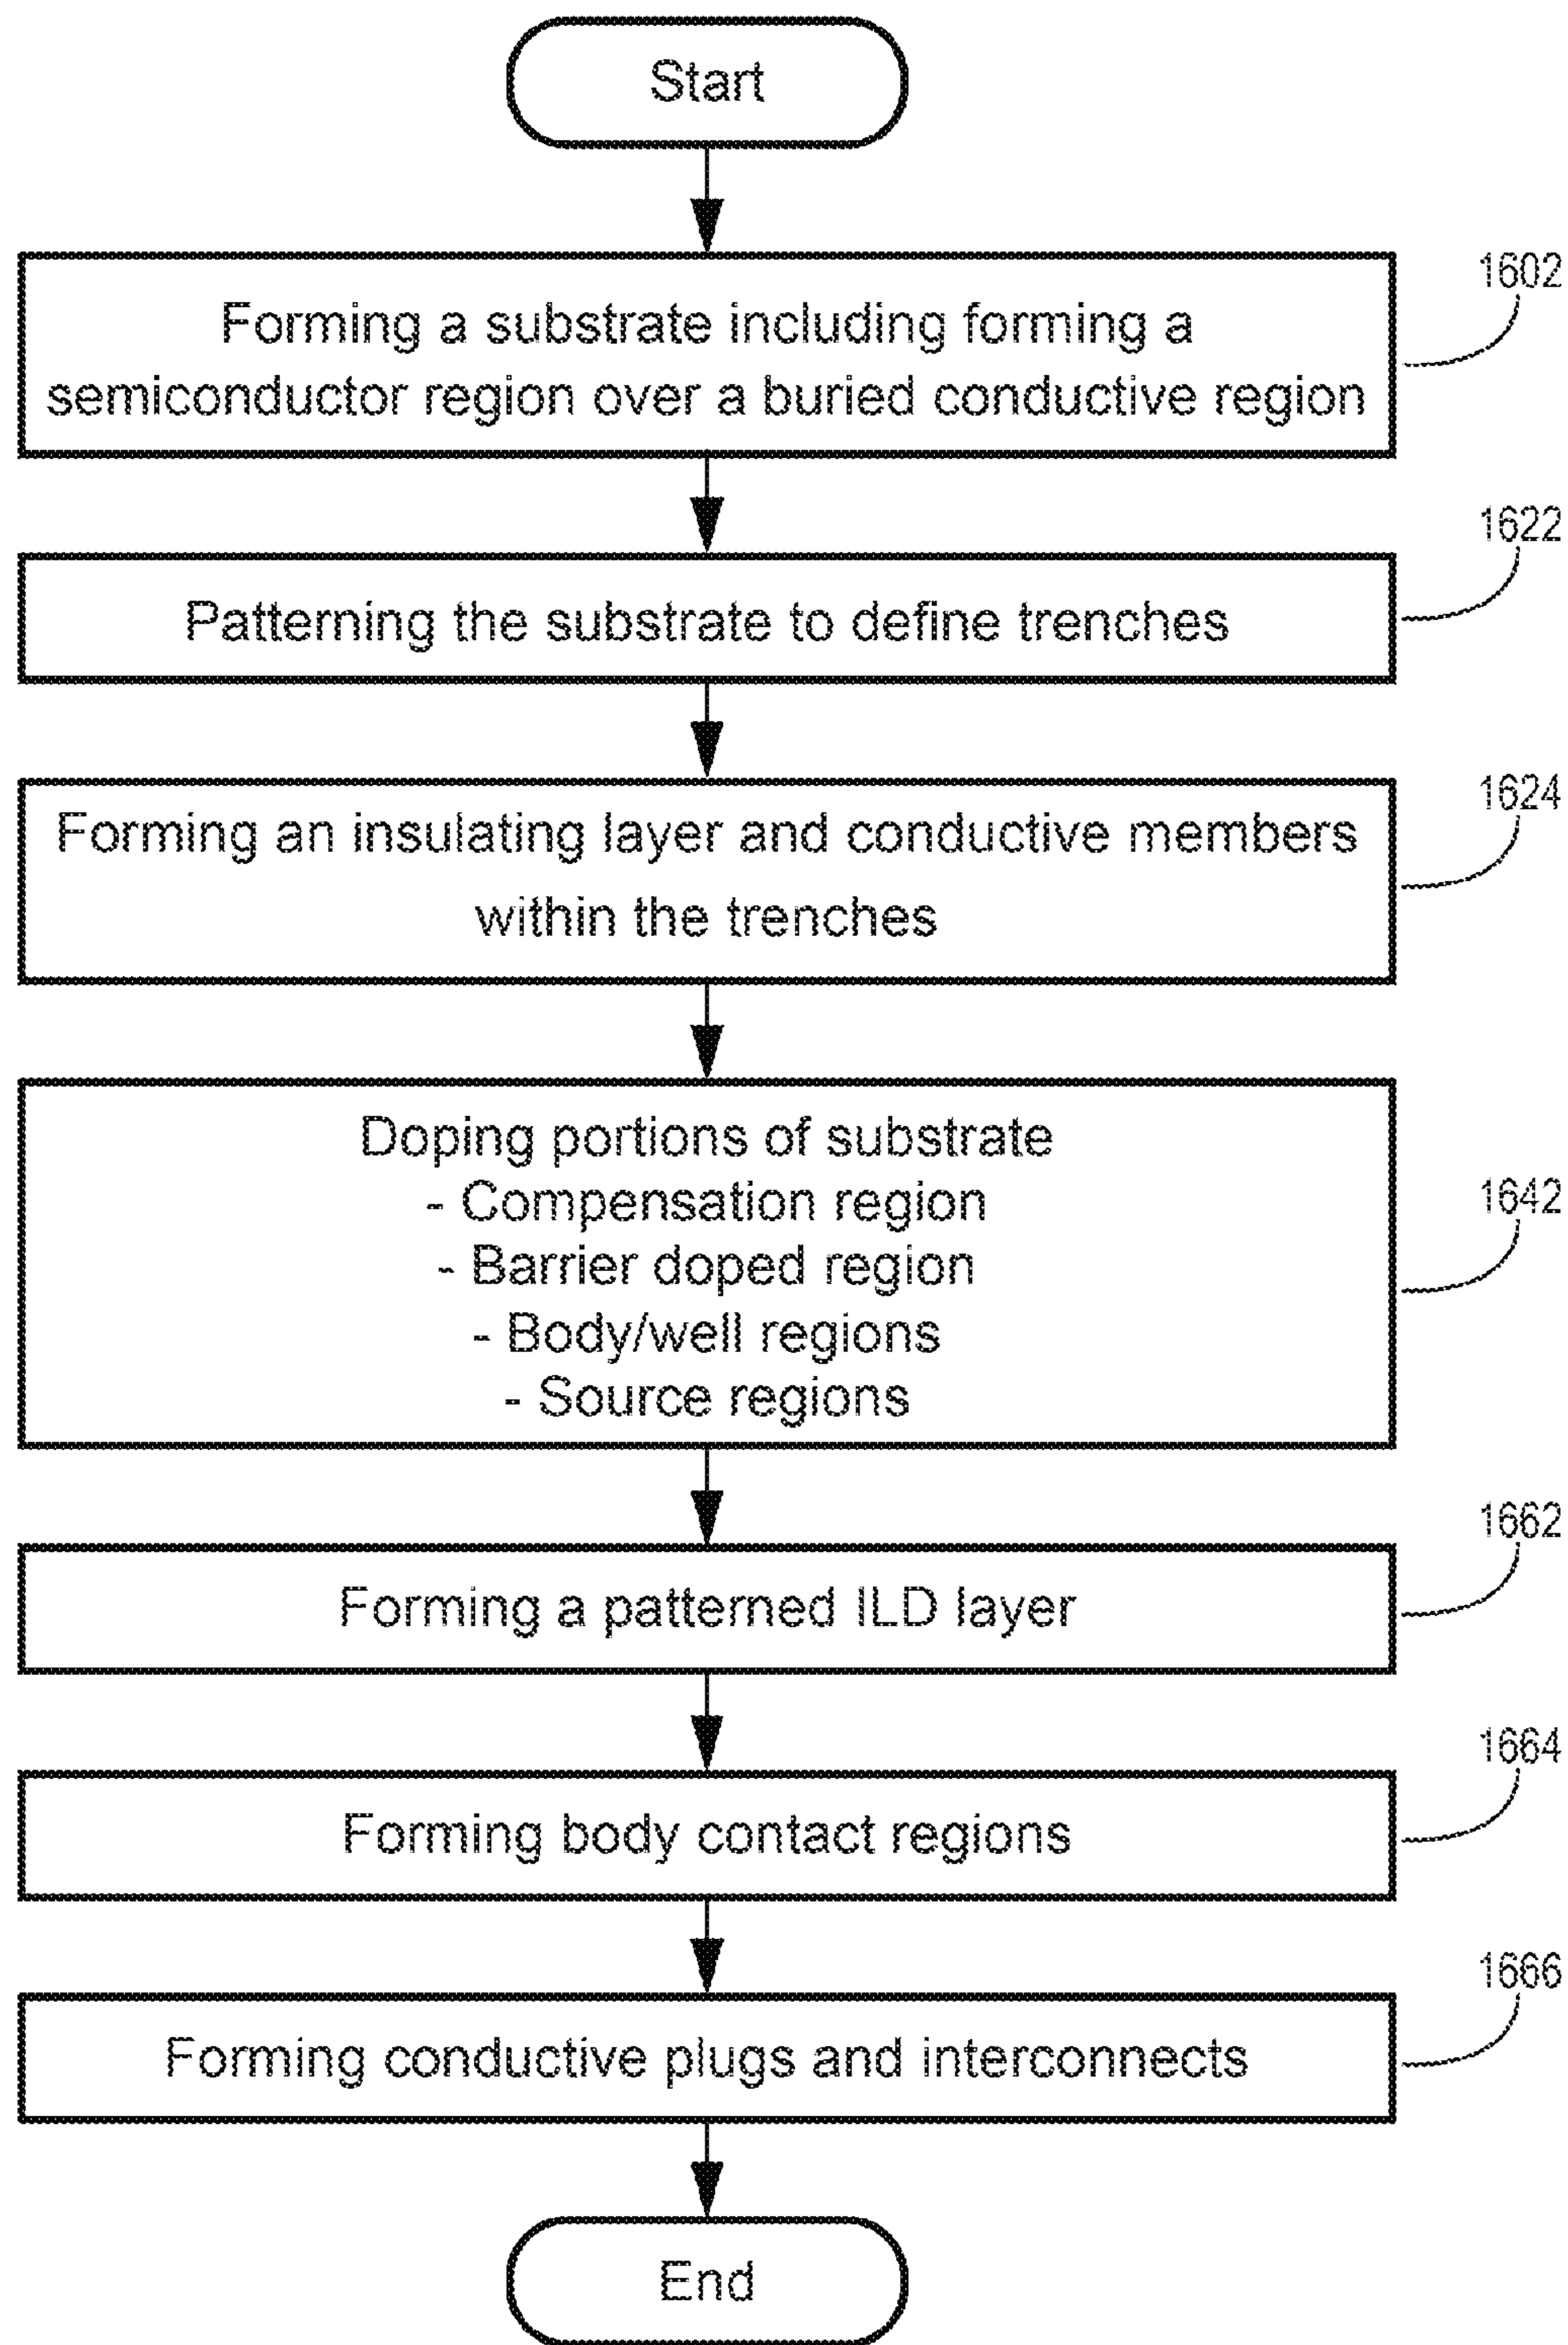 Start
1602
Forming a substrate including forming a
semiconductor region over a buried conductive region
1622
Patterning the substrate to define trenches
1624
Forming an insulating layer and conductive members
within the trenches
Doping portions of substrate
- Compensation region
1642
- Barrier doped region
- Body/well regions
- Source regions
1662
Forming a patterned ILD layer
1664
Forming body contact regions
1666
Forming conductive plugs and interconnects
End